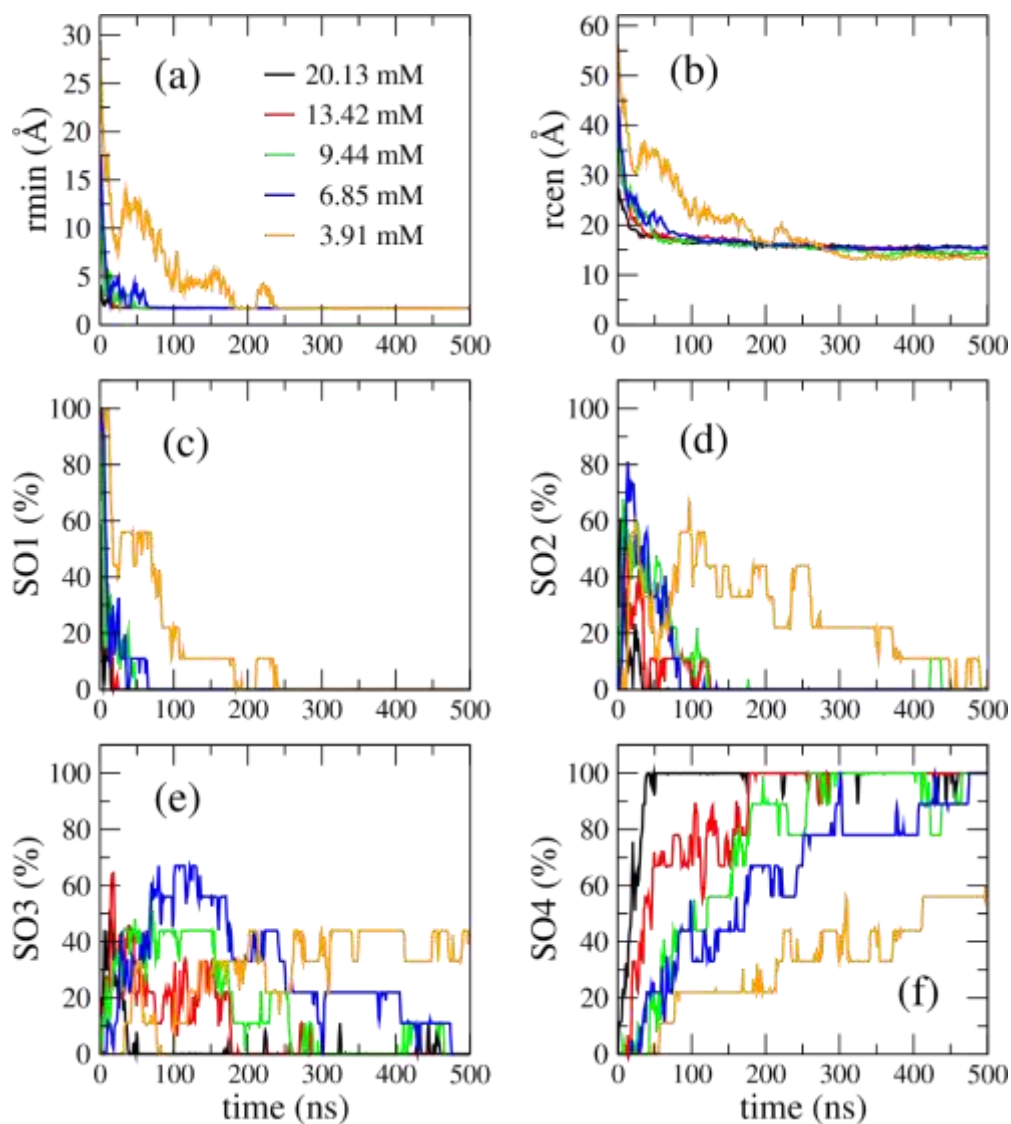 30
25
20
15
10
5
0
rmin (Å)
(a)
20.13 mM
13.42 mM
9.44 mM
6.85 mM
3.91 mM
0 100 200 300 400 500
60
50
40
30
20
10
0
rcen (Å)
(b)
0 100 200 300 400 500
100
80
60
40
20
0
SO1 (%)
(c)
0 100 200 300 400 500
100
80
60
40
20
0
SO2 (%)
(d)
0 100 200 300 400 500
100
80
60
40
20
0
SO3 (%)
(e)
0 100 200 300 400 500
time (ns)
100
80
60
40
20
0
SO4 (%)
(f)
0 100 200 300 400 500
time (ns)